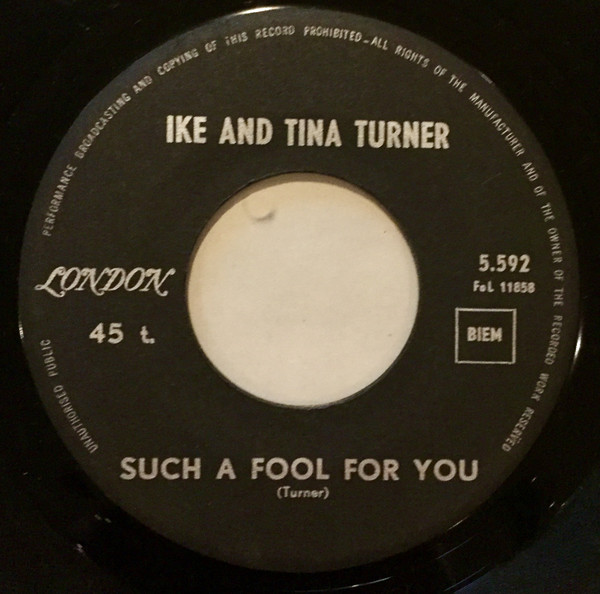 UNAUTHORISED PUBLIC PERFORMANCE BROADCASTING AND COPYING OF THIS RECORD PROHIBITED_ALL RIGHTS OF THE MANUFACTURER AND OF THE OWNER OF THE RECORDED WORK RESERVED
IKE AND TINA TURNER
LONDON
45 t.
5.592
FoL 11858
BIEM
SUCH A FOOL FOR YOU
(Turner)